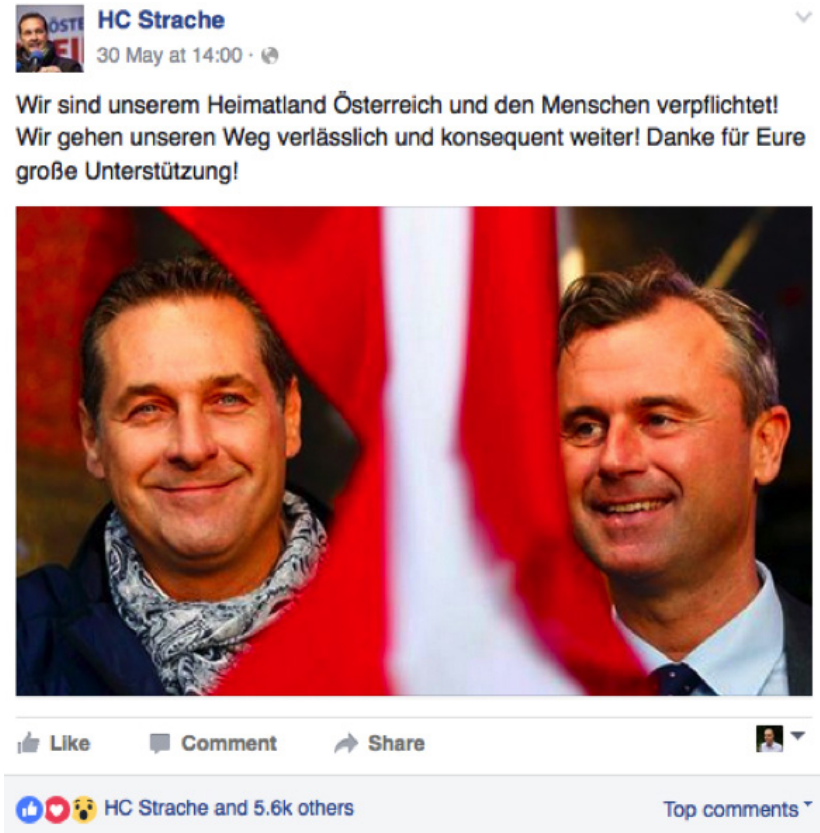 ÖSTE
HC Strache
30 May at 14:00 ·
Wir sind unserem Heimatland Österreich und den Menschen verpflichtet!
Wir gehen unseren Weg verlässlich und konsequent weiter! Danke für Eure
große Unterstützung!
Like Comment Share
HC Strache and 5.6k others Top comments